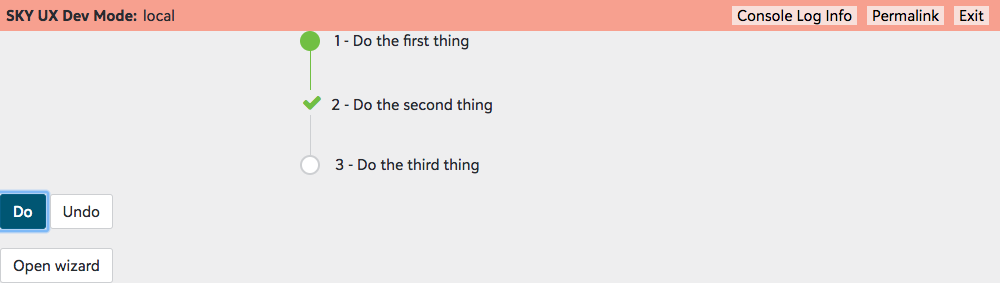 SKY UX Dev Mode: local Console Log Info Permalink Exit
1 - Do the first thing
2 - Do the second thing
3 - Do the third thing
Do Undo
Open wizard